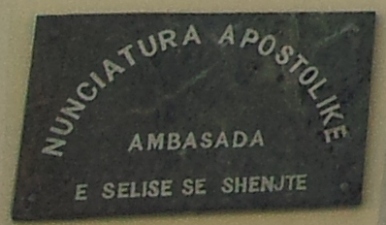 NUNCIATURA APOSTOLIKE
AMBASADA
E SELISE SE SHENJTE